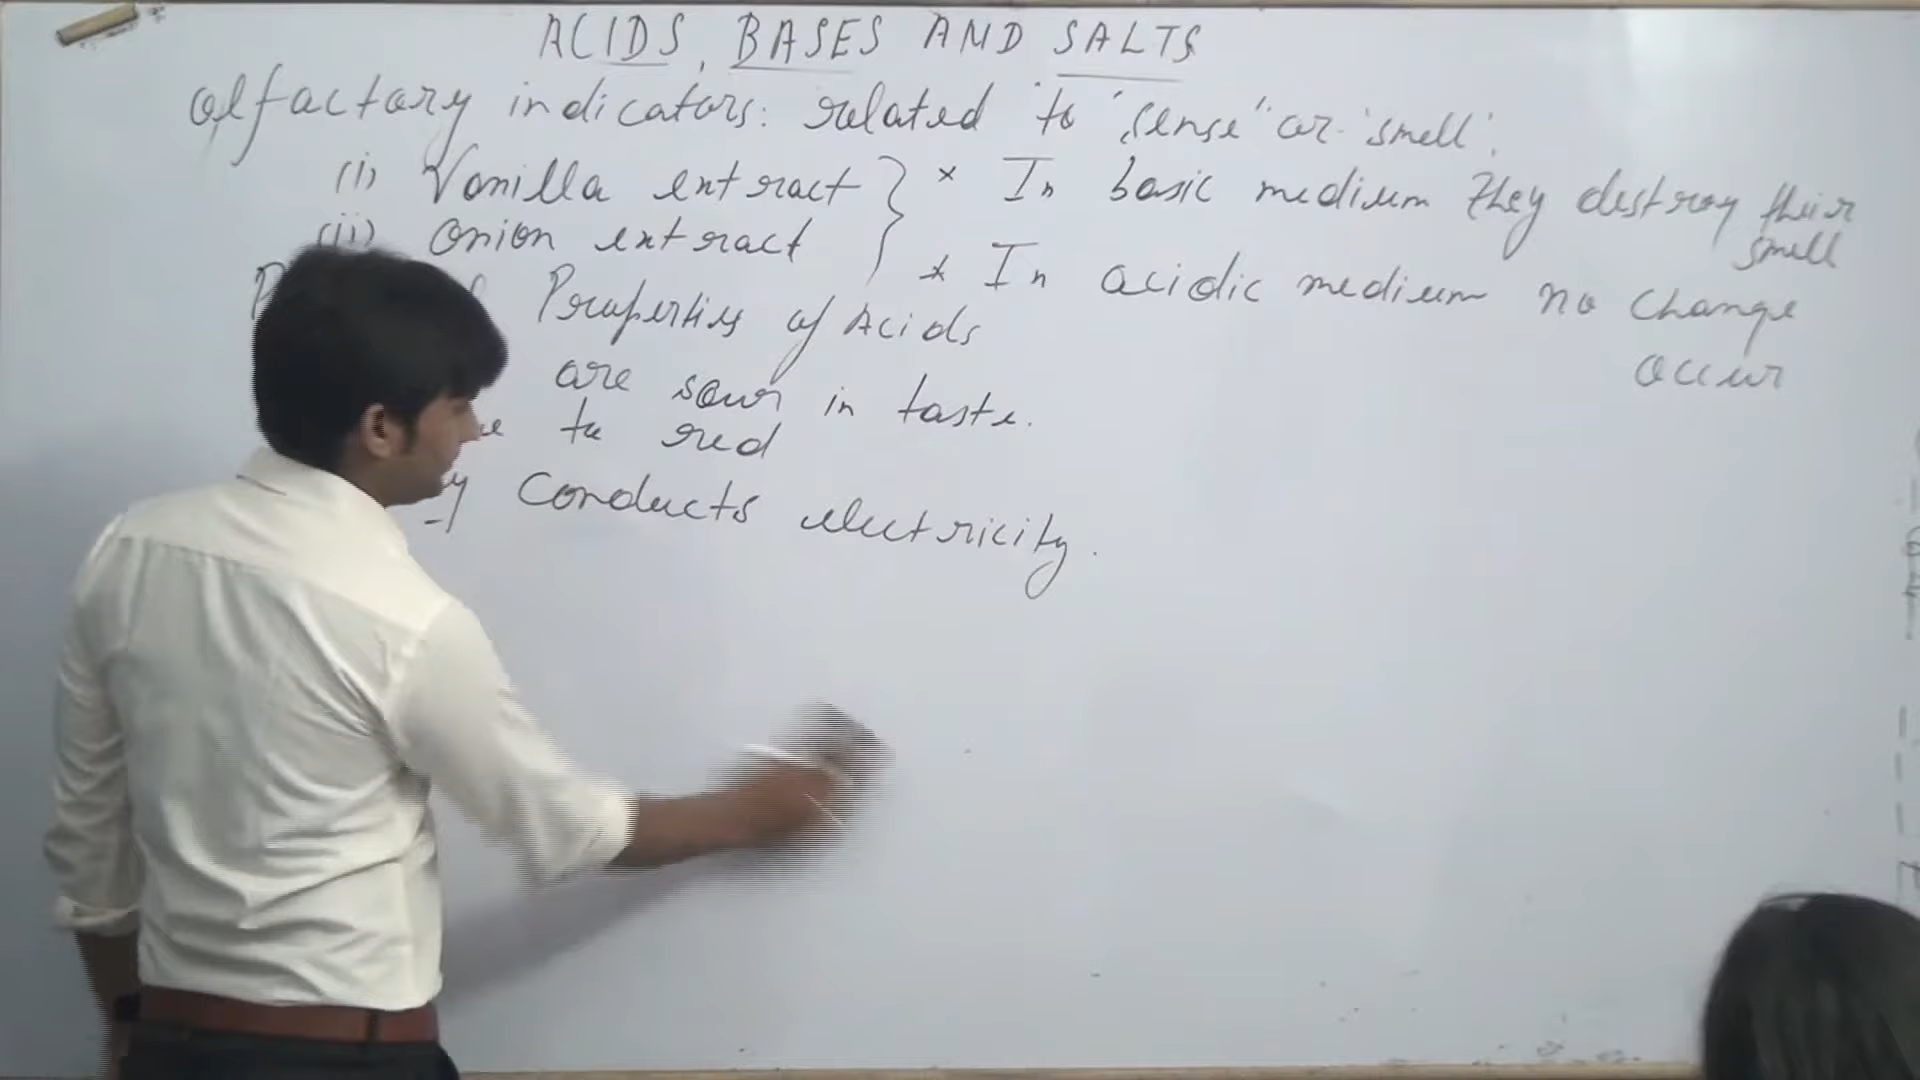 ACIDS, BASES AND SALTS
Olfactory indicators: related to "sense" or 'smell'.
(i) Vanilla extract } * In basic medium they destroy their smell
(ii) Onion extract * In acidic medium no change occur
Properties of Acids
are sour in taste.
to red
conducts electricity.